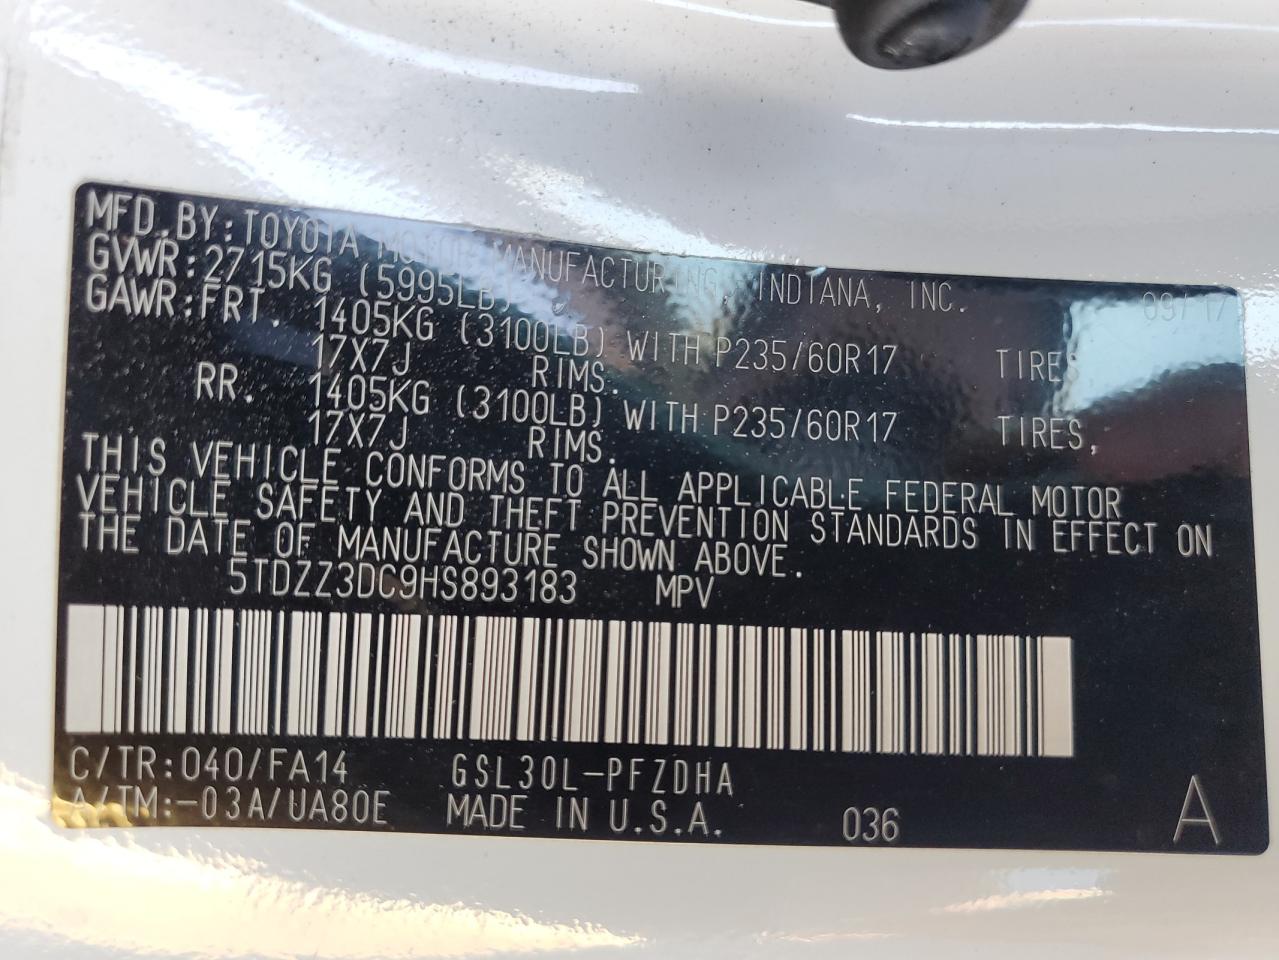 MFD.BY:TOYOTA MOTOR MANUFACTURING, INDIANA, INC. 09/17
GVWR:2715KG (5995LB)
GAWR:FRT. 1405KG (3100LB) WITH P235/60R17 TIRES,
17X7J RIMS.
RR. 1405KG (3100LB) WITH P235/60R17 TIRES,
17X7J RIMS.
THIS VEHICLE CONFORMS TO ALL APPLICABLE FEDERAL MOTOR
VEHICLE SAFETY AND THEFT PREVENTION STANDARDS IN EFFECT ON
THE DATE OF MANUFACTURE SHOWN ABOVE.
5TDZZ3DC9HS893183 MPV
C/TR:040/FA14 GSL30L-PFZDHA
A/TM:-03A/UA80E MADE IN U.S.A. 036 A